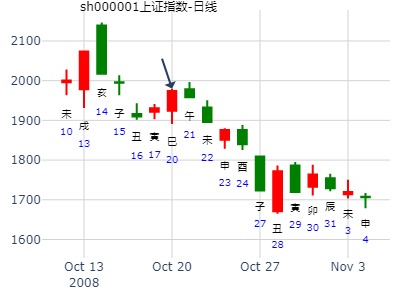 sh000001上证指数-日线
2100
2000
1900
1800
1700
1600
未
10
戌
13
亥
14
子
15
丑
16
寅
17
巳
20
午
21
未
22
申
23
酉
24
子
27
丑
28
寅
29
卯
30
辰
31
未
3
申
4
Oct 13
2008
Oct 20
Oct 27
Nov 3